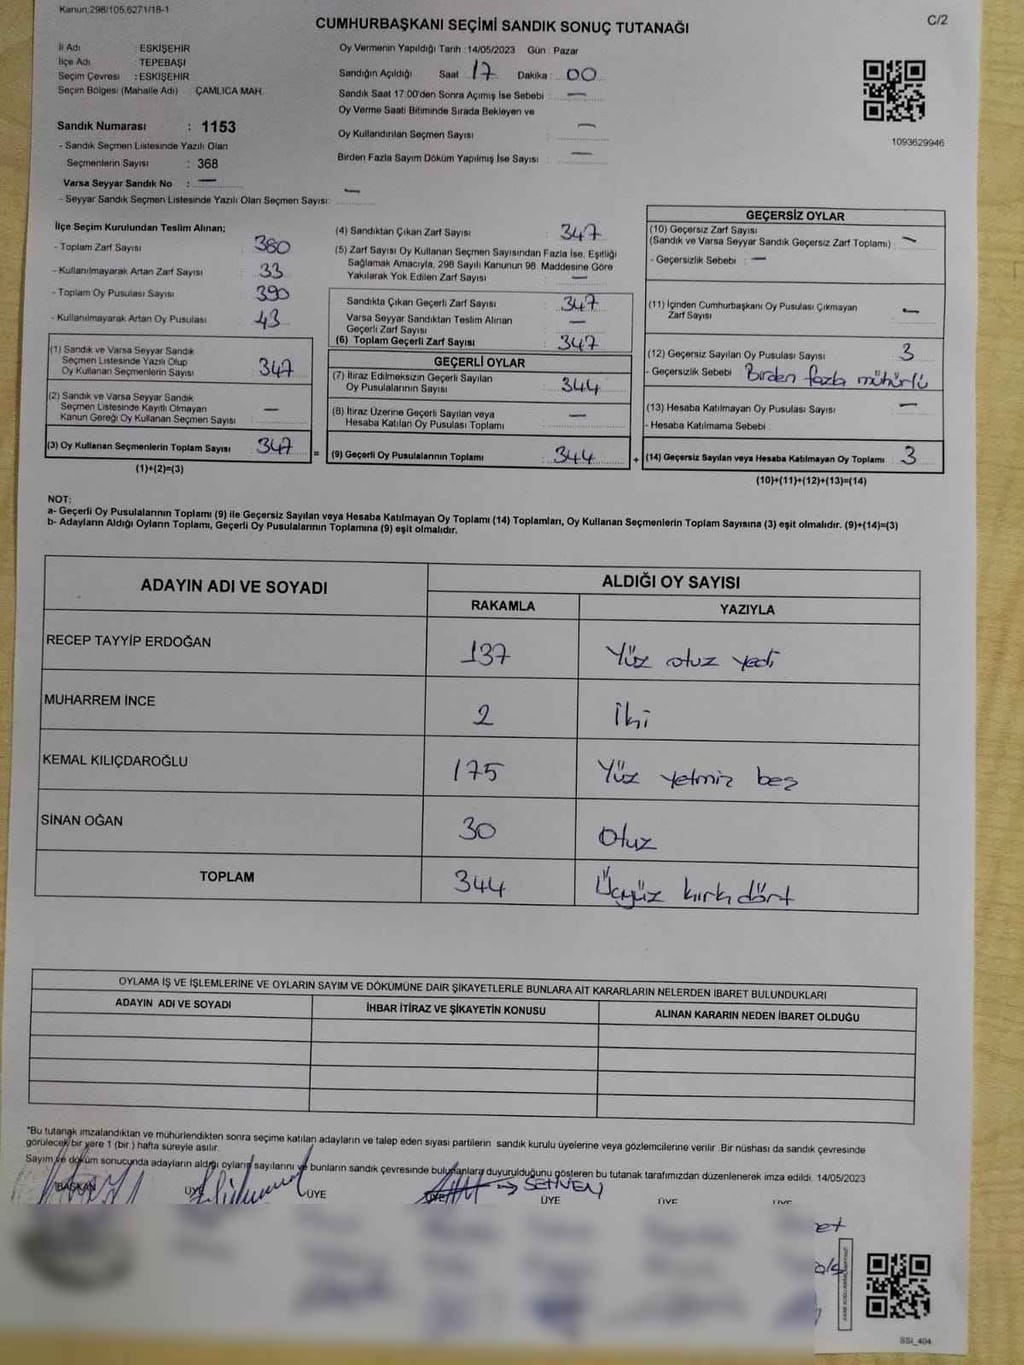 Kanun:298/105,6271/18-1
C/2
CUMHURBAŞKANI SEÇİMİ SANDIK SONUÇ TUTANAĞI
İli Adı : ESKİŞEHİR
İlçe Adı : TEPEBAŞI
Seçim Çevresi : ESKİŞEHİR
Seçim Bölgesi (Mahalle Adı) ÇAMLICA MAH.
Sandık Numarası : 1153
- Sandık Seçmen Listesinde Yazılı Olan
Seçmenlerin Sayısı : 368
Varsa Seyyar Sandık No : —
- Seyyar Sandık Seçmen Listesinde Yazılı Olan Seçmen Sayısı: —
Oy Vermenin Yapıldığı Tarih : 14/05/2023 Gün : Pazar
Sandığın Açıldığı Saat 17 Dakika : 00
Sandık Saat 17:00'den Sonra Açımış İse Sebebi : —
Oy Verme Saati Bitiminde Sırada Bekleyen ve
Oy Kullandırılan Seçmen Sayısı : —
Birden Fazla Sayım Döküm Yapılmış İse Sayısı : —
1093629946
İlçe Seçim Kurulundan Teslim Alınan;
- Toplam Zarf Sayısı : 380
- Kullanılmayarak Artan Zarf Sayısı : 33
- Toplam Oy Pusulası Sayısı : 390
- Kullanılmayarak Artan Oy Pusulası : 43
(1) Sandık ve Varsa Seyyar Sandık
Seçmen Listesinde Yazılı Olup
Oy Kullanan Seçmenlerin Sayısı : 347
(2) Sandık ve Varsa Seyyar Sandık
Seçmen Listesinde Kayıtlı Olmayan
Kanun Gereği Oy Kullanan Seçmen Sayısı : —
(3) Oy Kullanan Seçmenlerin Toplam Sayısı : 347
(1)+(2)=(3)
(4) Sandıktan Çıkan Zarf Sayısı : 347
(5) Zarf Sayısı Oy Kullanan Seçmen Sayısından Fazla İse, Eşitliği
Sağlamak Amacıyla, 298 Sayılı Kanunun 98. Maddesine Göre
Yakılarak Yok Edilen Zarf Sayısı : —
Sandıkta Çıkan Geçerli Zarf Sayısı : 347
Varsa Seyyar Sandıktan Teslim Alınan
Geçerli Zarf Sayısı : —
(6) Toplam Geçerli Zarf Sayısı : 347
GEÇERLİ OYLAR
(7) İtiraz Edilmeksizin Geçerli Sayılan
Oy Pusulalarının Sayısı : 344
(8) İtiraz Üzerine Geçerli Sayılan veya
Hesaba Katılan Oy Pusulası Toplamı : —
= (9) Geçerli Oy Pusulalarının Toplamı : 344
GEÇERSİZ OYLAR
(10) Geçersiz Zarf Sayısı
(Sandık ve Varsa Seyyar Sandık Geçersiz Zarf Toplamı) : —
- Geçersizlik Sebebi : —
(11) İçinden Cumhurbaşkanı Oy Pusulası Çıkmayan
Zarf Sayısı : —
(12) Geçersiz Sayılan Oy Pusulası Sayısı : 3
- Geçersizlik Sebebi : Birden fazla mühürlü
(13) Hesaba Katılmayan Oy Pusulası Sayısı : —
- Hesaba Katılmama Sebebi :
+ (14) Geçersiz Sayılan veya Hesaba Katılmayan Oy Toplamı : 3
(10)+(11)+(12)+(13)=(14)
NOT:
a- Geçerli Oy Pusulalarının Toplamı (9) ile Geçersiz Sayılan veya Hesaba Katılmayan Oy Toplamı (14) Toplamları, Oy Kullanan Seçmenlerin Toplam Sayısına (3) eşit olmalıdır. (9)+(14)=(3)
b- Adayların Aldığı Oyların Toplamı, Geçerli Oy Pusulalarının Toplamına (9) eşit olmalıdır.
ADAYIN ADI VE SOYADI ALDIĞI OY SAYISI
RAKAMLA YAZIYLA
RECEP TAYYİP ERDOĞAN 137 Yüz otuz yedi
MUHARREM İNCE 2 İki
KEMAL KILIÇDAROĞLU 175 Yüz yetmiz beş
SİNAN OĞAN 30 Otuz
TOPLAM 344 Üçyüz kırk dört
OYLAMA İŞ VE İŞLEMLERİNE VE OYLARIN SAYIM VE DÖKÜMÜNE DAİR ŞİKAYETLERLE BUNLARA AİT KARARLARIN NELERDEN İBARET BULUNDUKLARI
ADAYIN ADI VE SOYADI İHBAR İTİRAZ VE ŞİKAYETİN KONUSU ALINAN KARARIN NEDEN İBARET OLDUĞU
*Bu tutanak imzalandıktan ve mühürlendikten sonra seçime katılan adayların ve talep eden siyasi partilerin sandık kurulu üyelerine veya gözlemcilerine verilir. Bir nüshası da sandık çevresinde
görülecek bir yere 1 (bir ) hafta süreyle asılır.
Sayım ve döküm sonucunda adayların aldığı oyların sayılarını ve bunların sandık çevresinde bulunanlara duyurulduğunu gösteren bu tutanak tarafımızdan düzenlenerek imza edildi. 14/05/2023
BAŞKAN ÜYE ÜYE ÜYE → SEHVEN ÜYE ÜYE ÜYE
et
SSI_404